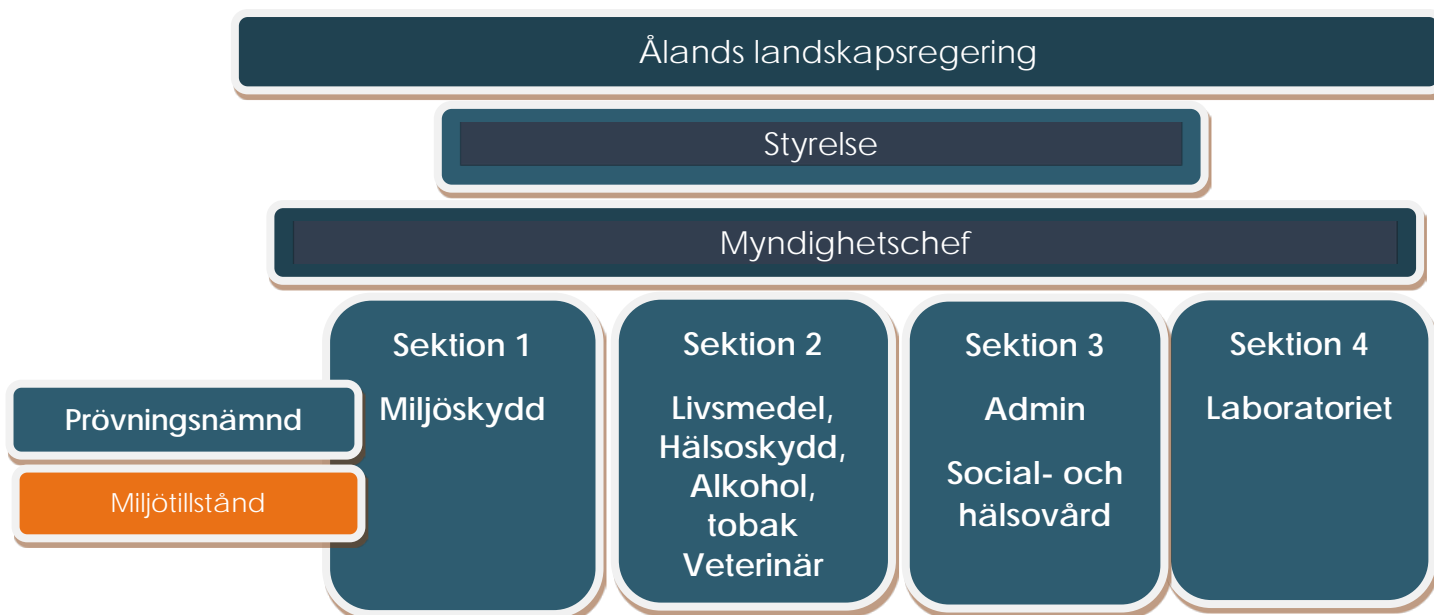 Ålands landskapsregering
Styrelse
Myndighetschef
Sektion 1
Miljöskydd
Prövningsnämnd
Miljötillstånd
Sektion 2
Livsmedel,
Hälsoskydd,
Alkohol,
tobak
Veterinär
Sektion 3
Admin
Social- och
hälsovård
Sektion 4
Laboratoriet